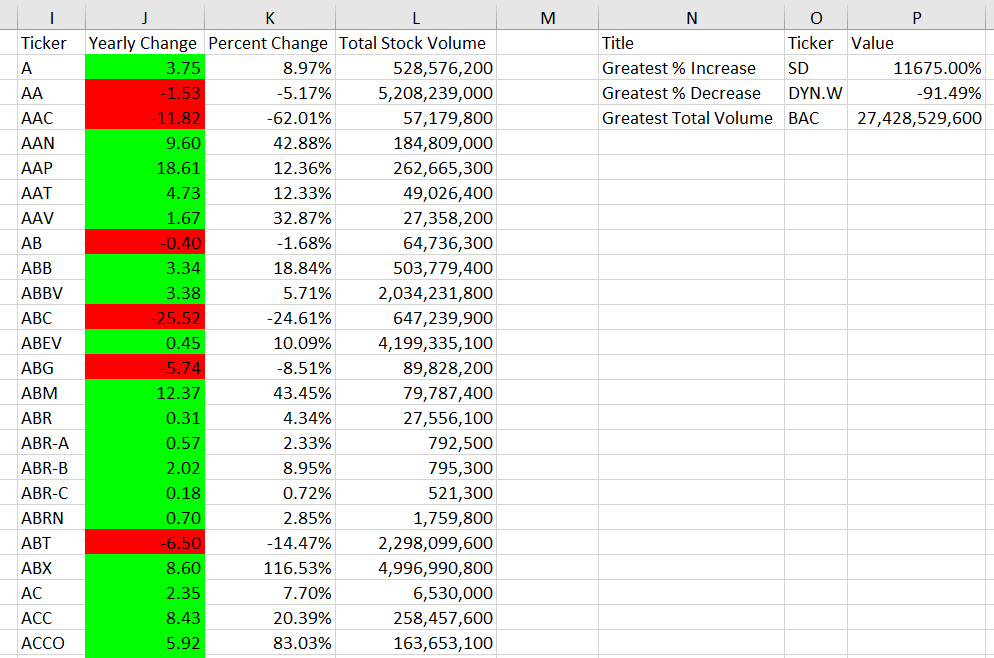 I J K L M N O P
Ticker Yearly Change Percent Change Total Stock Volume Title Ticker Value
A 3.75 8.97% 528,576,200 Greatest % Increase SD 11675.00%
AA -1.53 -5.17% 5,208,239,000 Greatest % Decrease DYN.W -91.49%
AAC -11.82 -62.01% 57,179,800 Greatest Total Volume BAC 27,428,529,600
AAN 9.60 42.88% 184,809,000
AAP 18.61 12.36% 262,665,300
AAT 4.73 12.33% 49,026,400
AAV 1.67 32.87% 27,358,200
AB -0.40 -1.68% 64,736,300
ABB 3.34 18.84% 503,779,400
ABBV 3.38 5.71% 2,034,231,800
ABC -25.52 -24.61% 647,239,900
ABEV 0.45 10.09% 4,199,335,100
ABG -5.74 -8.51% 89,828,200
ABM 12.37 43.45% 79,787,400
ABR 0.31 4.34% 27,556,100
ABR-A 0.57 2.33% 792,500
ABR-B 2.02 8.95% 795,300
ABR-C 0.18 0.72% 521,300
ABRN 0.70 2.85% 1,759,800
ABT -6.50 -14.47% 2,298,099,600
ABX 8.60 116.53% 4,996,990,800
AC 2.35 7.70% 6,530,000
ACC 8.43 20.39% 258,457,600
ACCO 5.92 83.03% 163,653,100